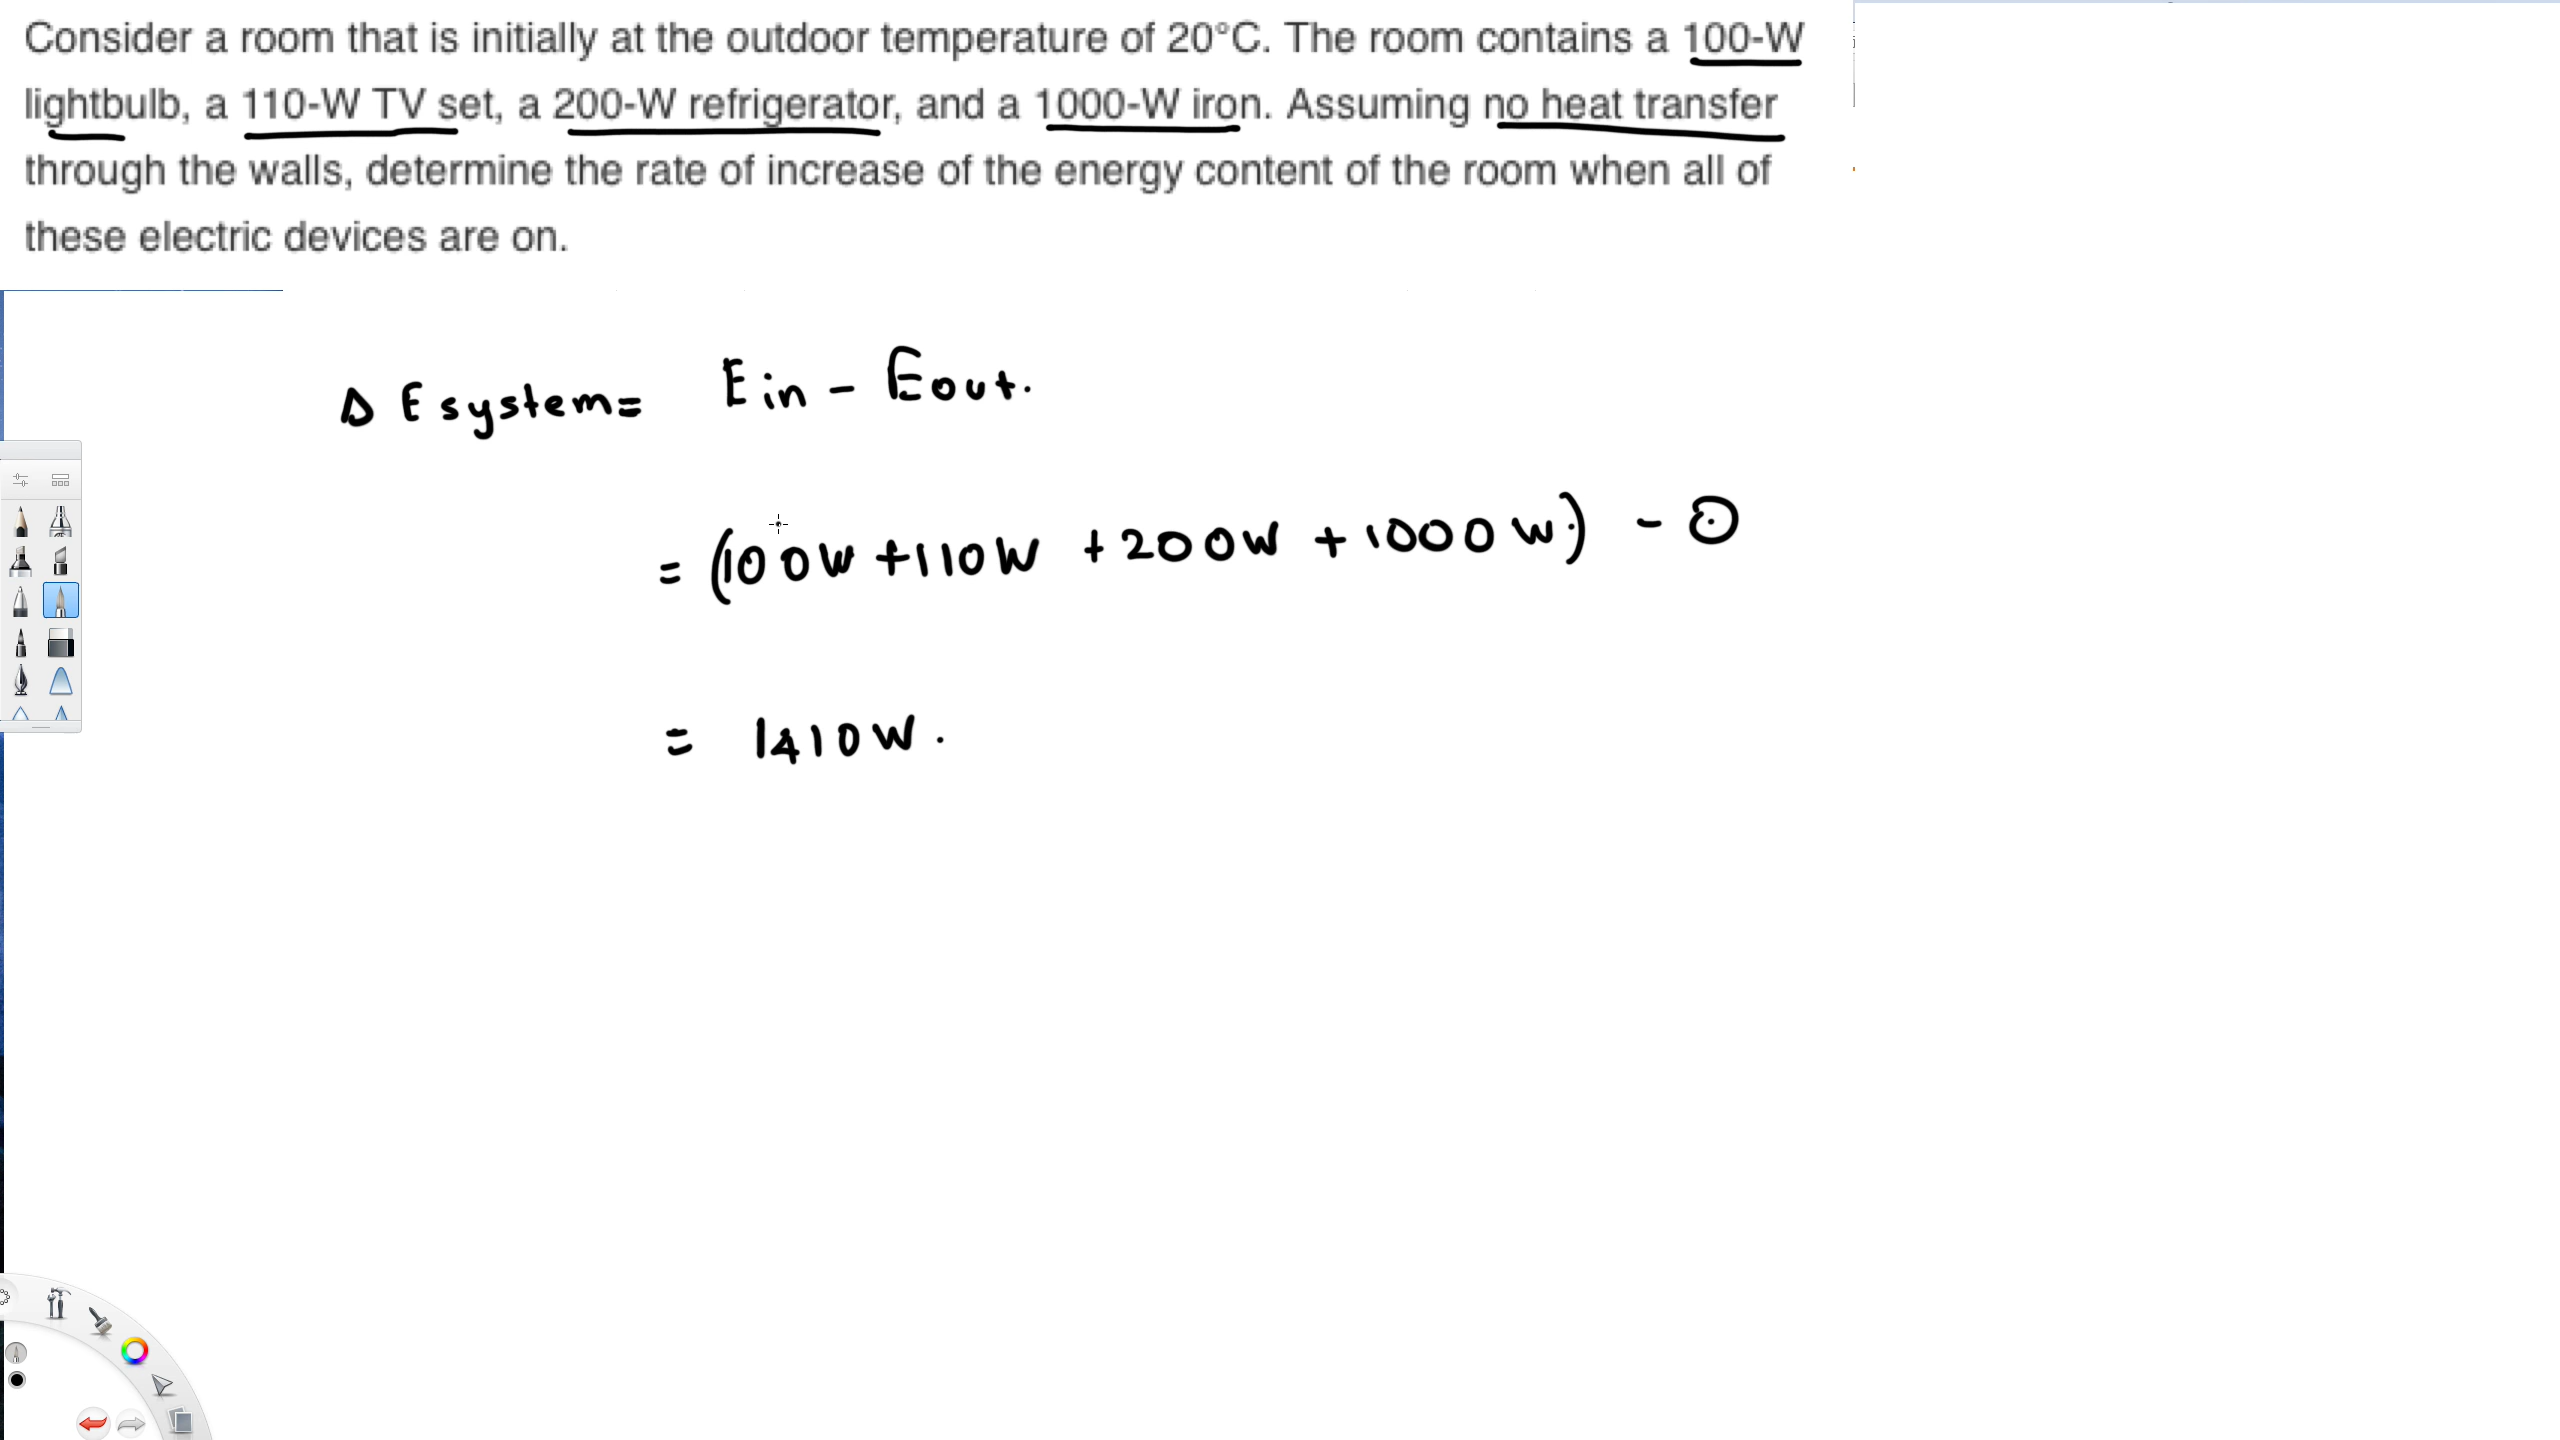 Consider a room that is initially at the outdoor temperature of 20°C. The room contains a 100-W
lightbulb, a 110-W TV set, a 200-W refrigerator, and a 1000-W iron. Assuming no heat transfer
through the walls, determine the rate of increase of the energy content of the room when all of
these electric devices are on.
Δ E system = E in - E out.
= (100W + 110W + 200W + 1000W) - 0
= 1410W.